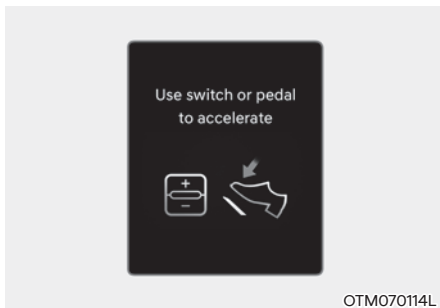 Use switch or pedal
to accelerate
+
−
OTM070114L